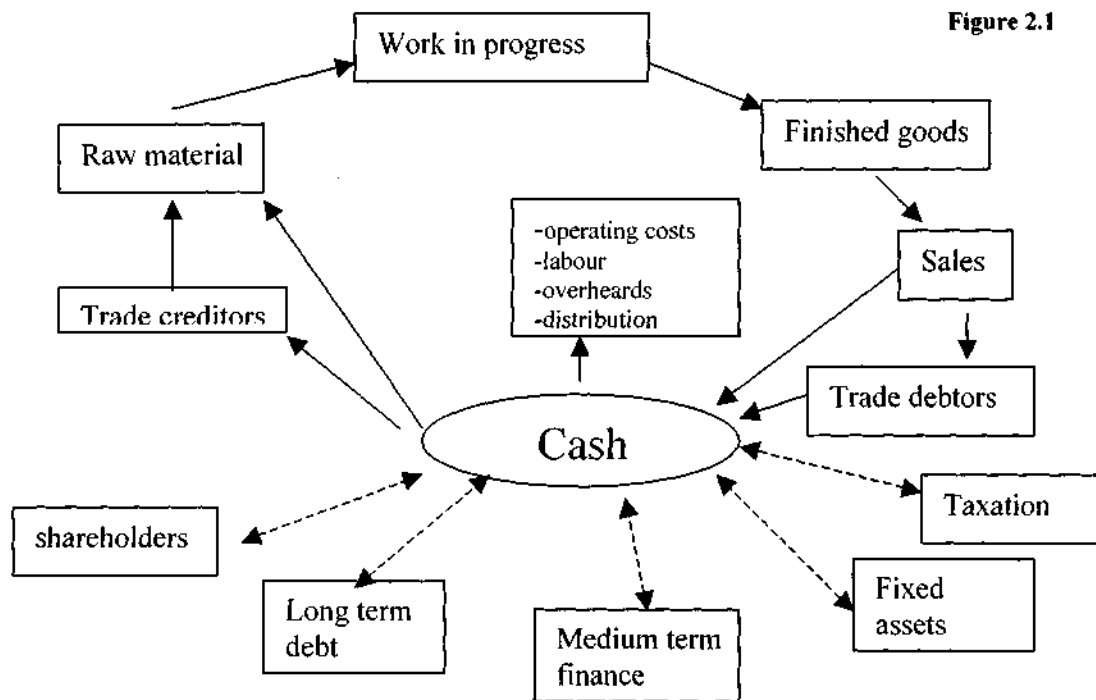 Figure 2.1
Work in progress
Finished goods
Raw material
-operating costs
-labour
-overheards
-distribution
Sales
Trade creditors
Trade debtors
Cash
Taxation
shareholders
Fixed
assets
Long term
debt
Medium term
finance